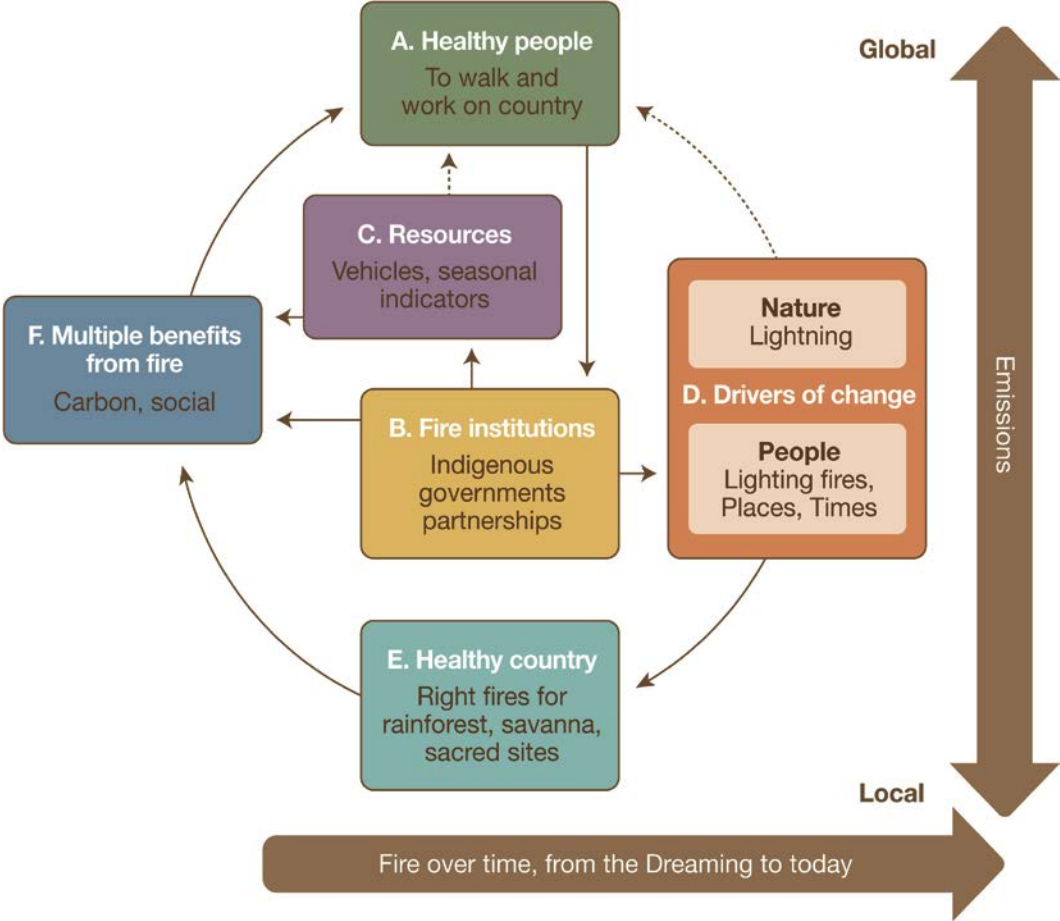 A. Healthy people
To walk and
work on country
Global
C. Resources
Vehicles, seasonal
indicators
Nature
Lightning
D. Drivers of change
People
Lighting fires,
Places, Times
F. Multiple benefits
from fire
Carbon, social
B. Fire institutions
Indigenous
governments
partnerships
Emissions
E. Healthy country
Right fires for
rainforest, savanna,
sacred sites
Local
Fire over time, from the Dreaming to today